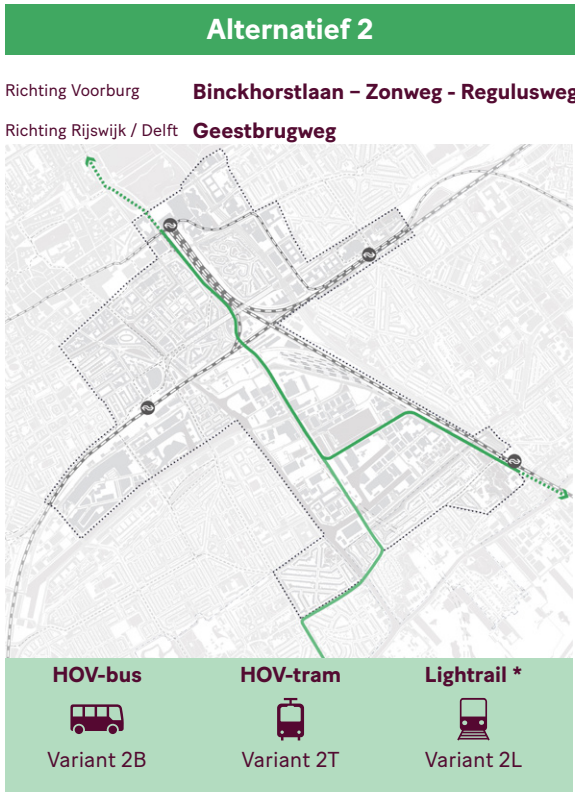 Alternatief 2
Richting Voorburg Binckhorstlaan – Zonweg - Regulusweg
Richting Rijswijk / Delft Geestbrugweg
HOV-bus HOV-tram Lightrail *
Variant 2B Variant 2T Variant 2L